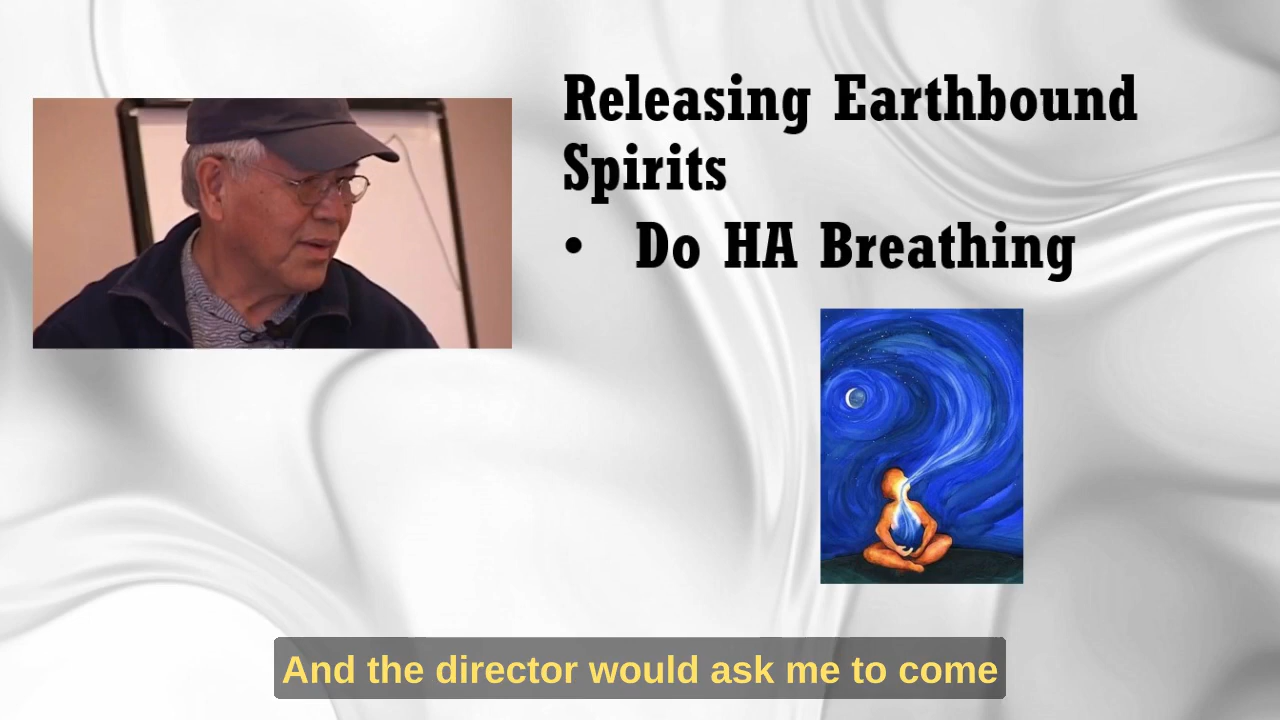 Releasing Earthbound
Spirits
• Do HA Breathing
And the director would ask me to come